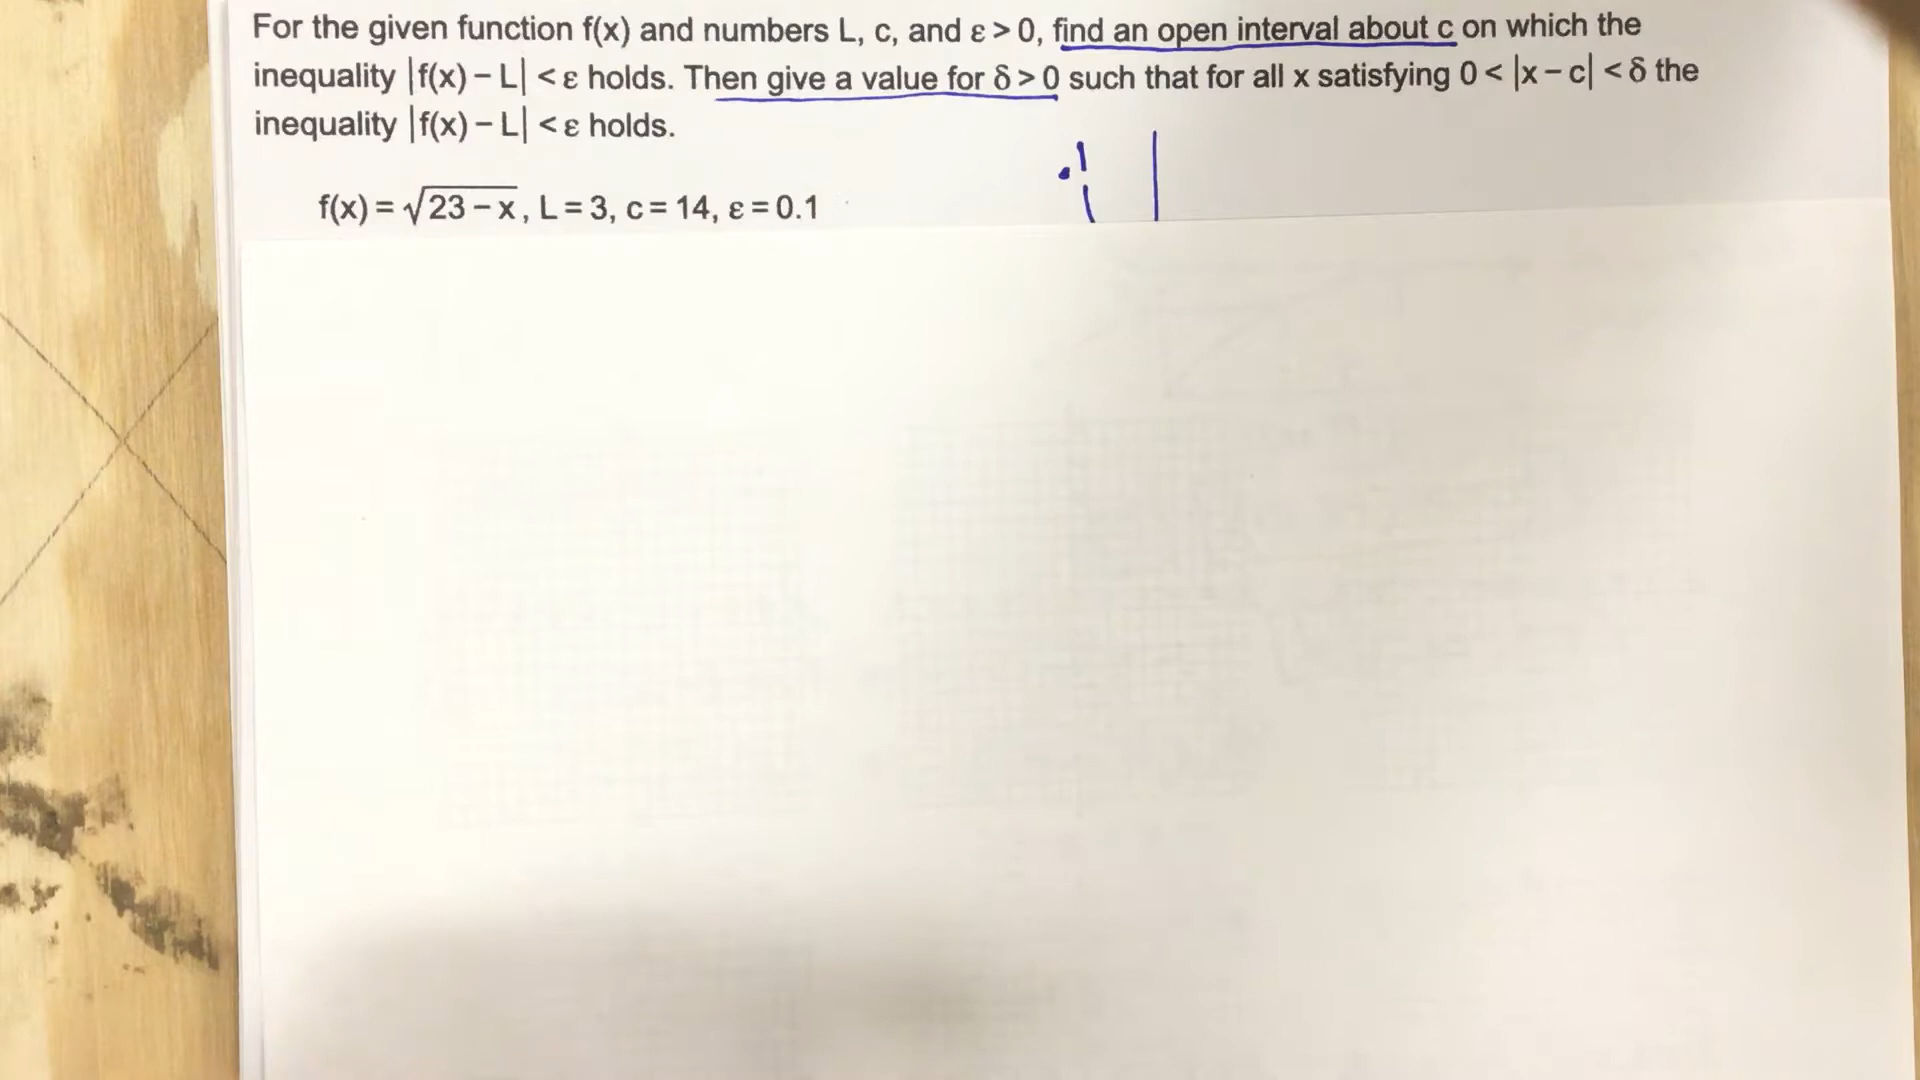 For the given function f(x) and numbers L, c, and ε > 0, find an open interval about c on which the
inequality |f(x) − L| < ε holds. Then give a value for δ > 0 such that for all x satisfying 0 < |x − c| < δ the
inequality |f(x) − L| < ε holds.
f(x) = √23 − x, L = 3, c = 14, ε = 0.1